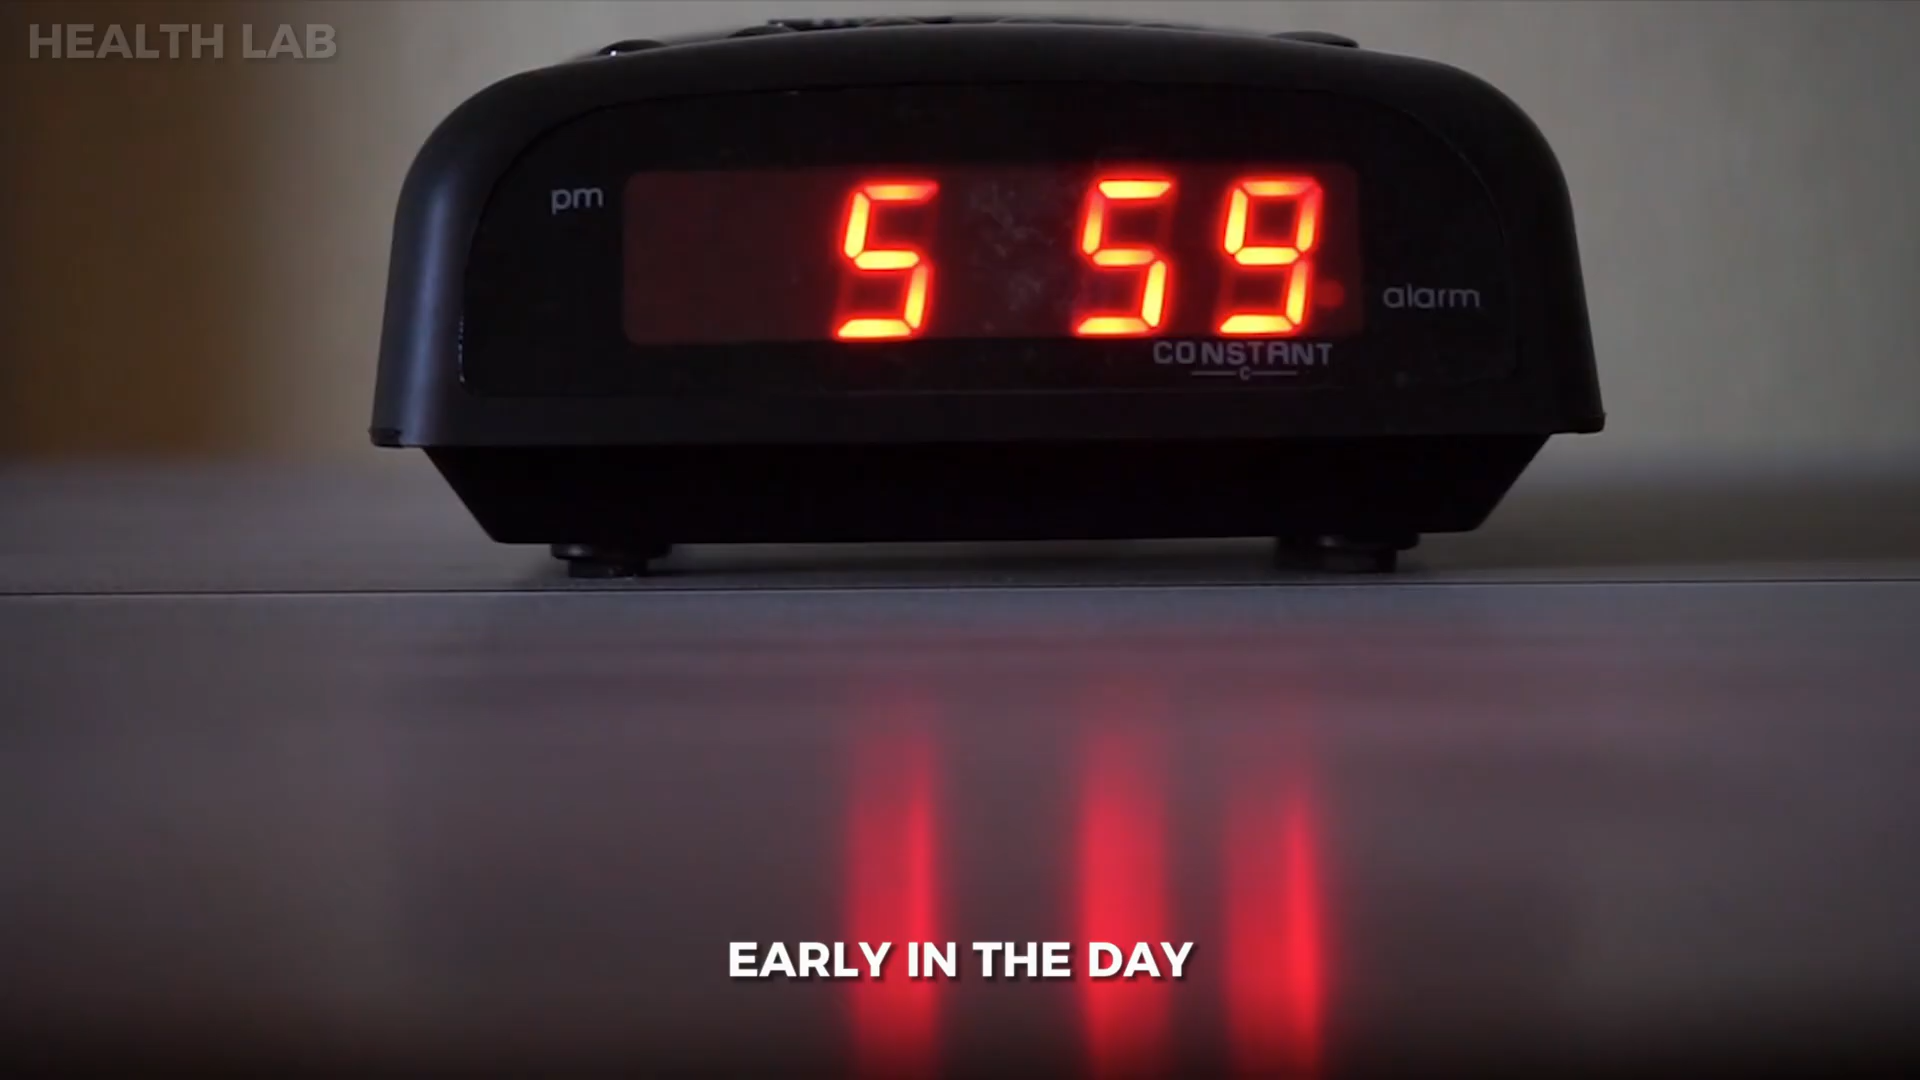 HEALTH LAB
pm
5 59
alarm
CONSTANT
C
EARLY IN THE DAY